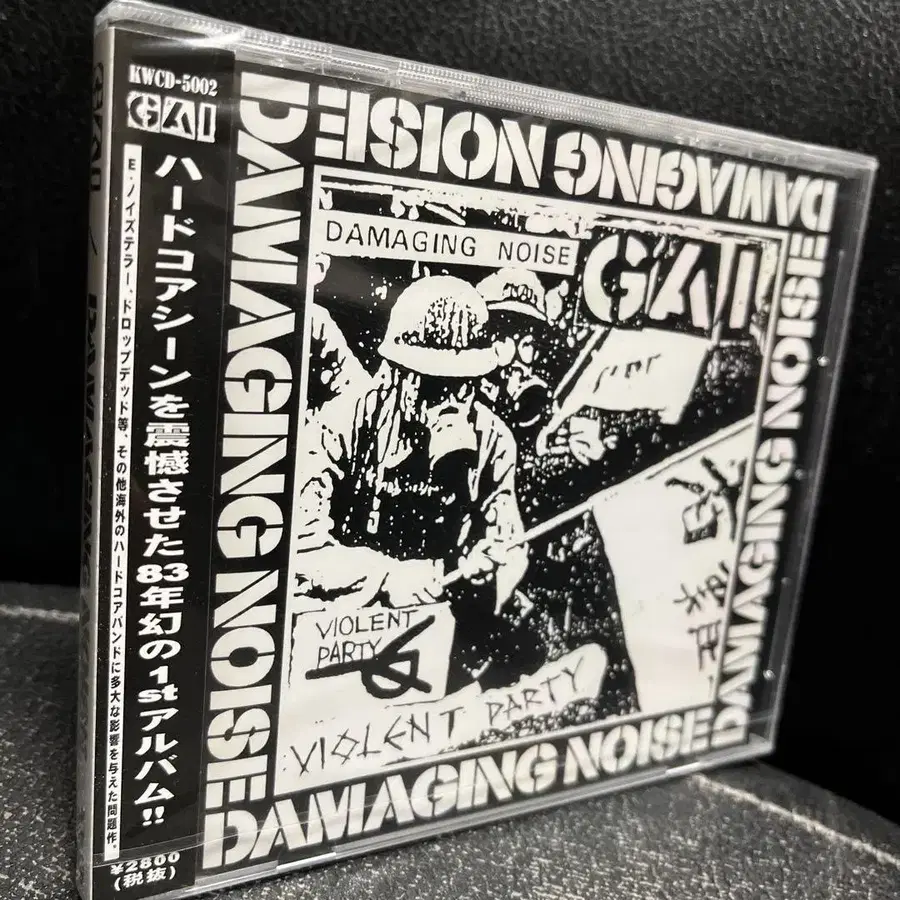 KWCD-5002
GAI
ハードコアシーンを震憾させた83年幻の1stアルバム!!
ノイズテラー、ドロップデッド等、その他海外のハードコアバンドに多大な影響を与えた問題作。
¥2800
(税抜)
DAMAGING NOISE
DAMAGING NOISE
DAMAGING NOISE
DAMAGING NOISE
DAMAGING NOISE
GAI
VIOLENT
PARTY
VIOLENT PARTY